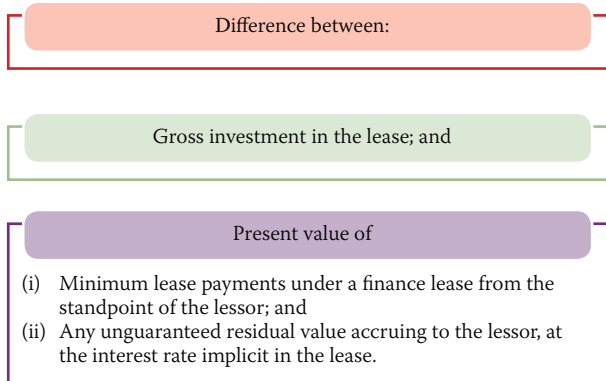 Difference between:
Gross investment in the lease; and
Present value of
(i) Minimum lease payments under a finance lease from the
standpoint of the lessor; and
(ii) Any unguaranteed residual value accruing to the lessor, at
the interest rate implicit in the lease.